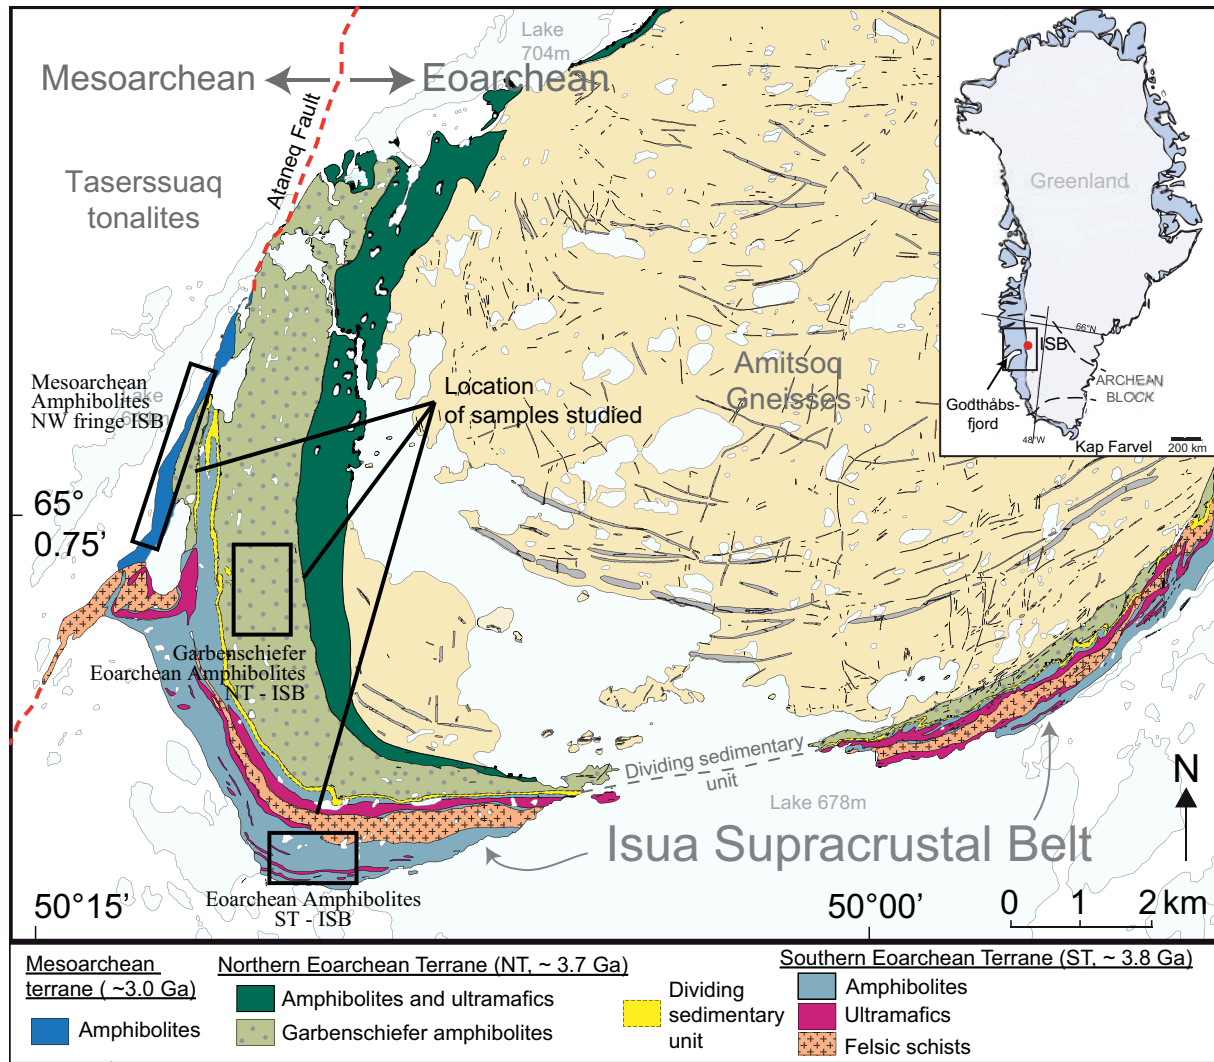 Lake
704m
Mesoarchean
Eoarchean
Ataneq Fault
Taserssuaq
tonalites
Greenland
66°N
ISB
ARCHEAN
BLOCK
Godthåbs-
fjord
48°W
Kap Farvel
200 km
Mesoarchean
Amphibolites
NW fringe ISB
Lake
Location
of samples studied
Amitsoq
Gneisses
65°
0.75’
Garbenschiefer
Eoarchean Amphibolites
NT - ISB
Dividing sedimentary
unit
Lake 678m
N
Isua Supracrustal Belt
Eoarchean Amphibolites
ST - ISB
50°15’
50°00’
0 1 2 km
Mesoarchean
terrane ( ~3.0 Ga)
Amphibolites
Northern Eoarchean Terrane (NT, ~ 3.7 Ga)
Amphibolites and ultramafics
Garbenschiefer amphibolites
Dividing
sedimentary
unit
Southern Eoarchean Terrane (ST, ~ 3.8 Ga)
Amphibolites
Ultramafics
Felsic schists